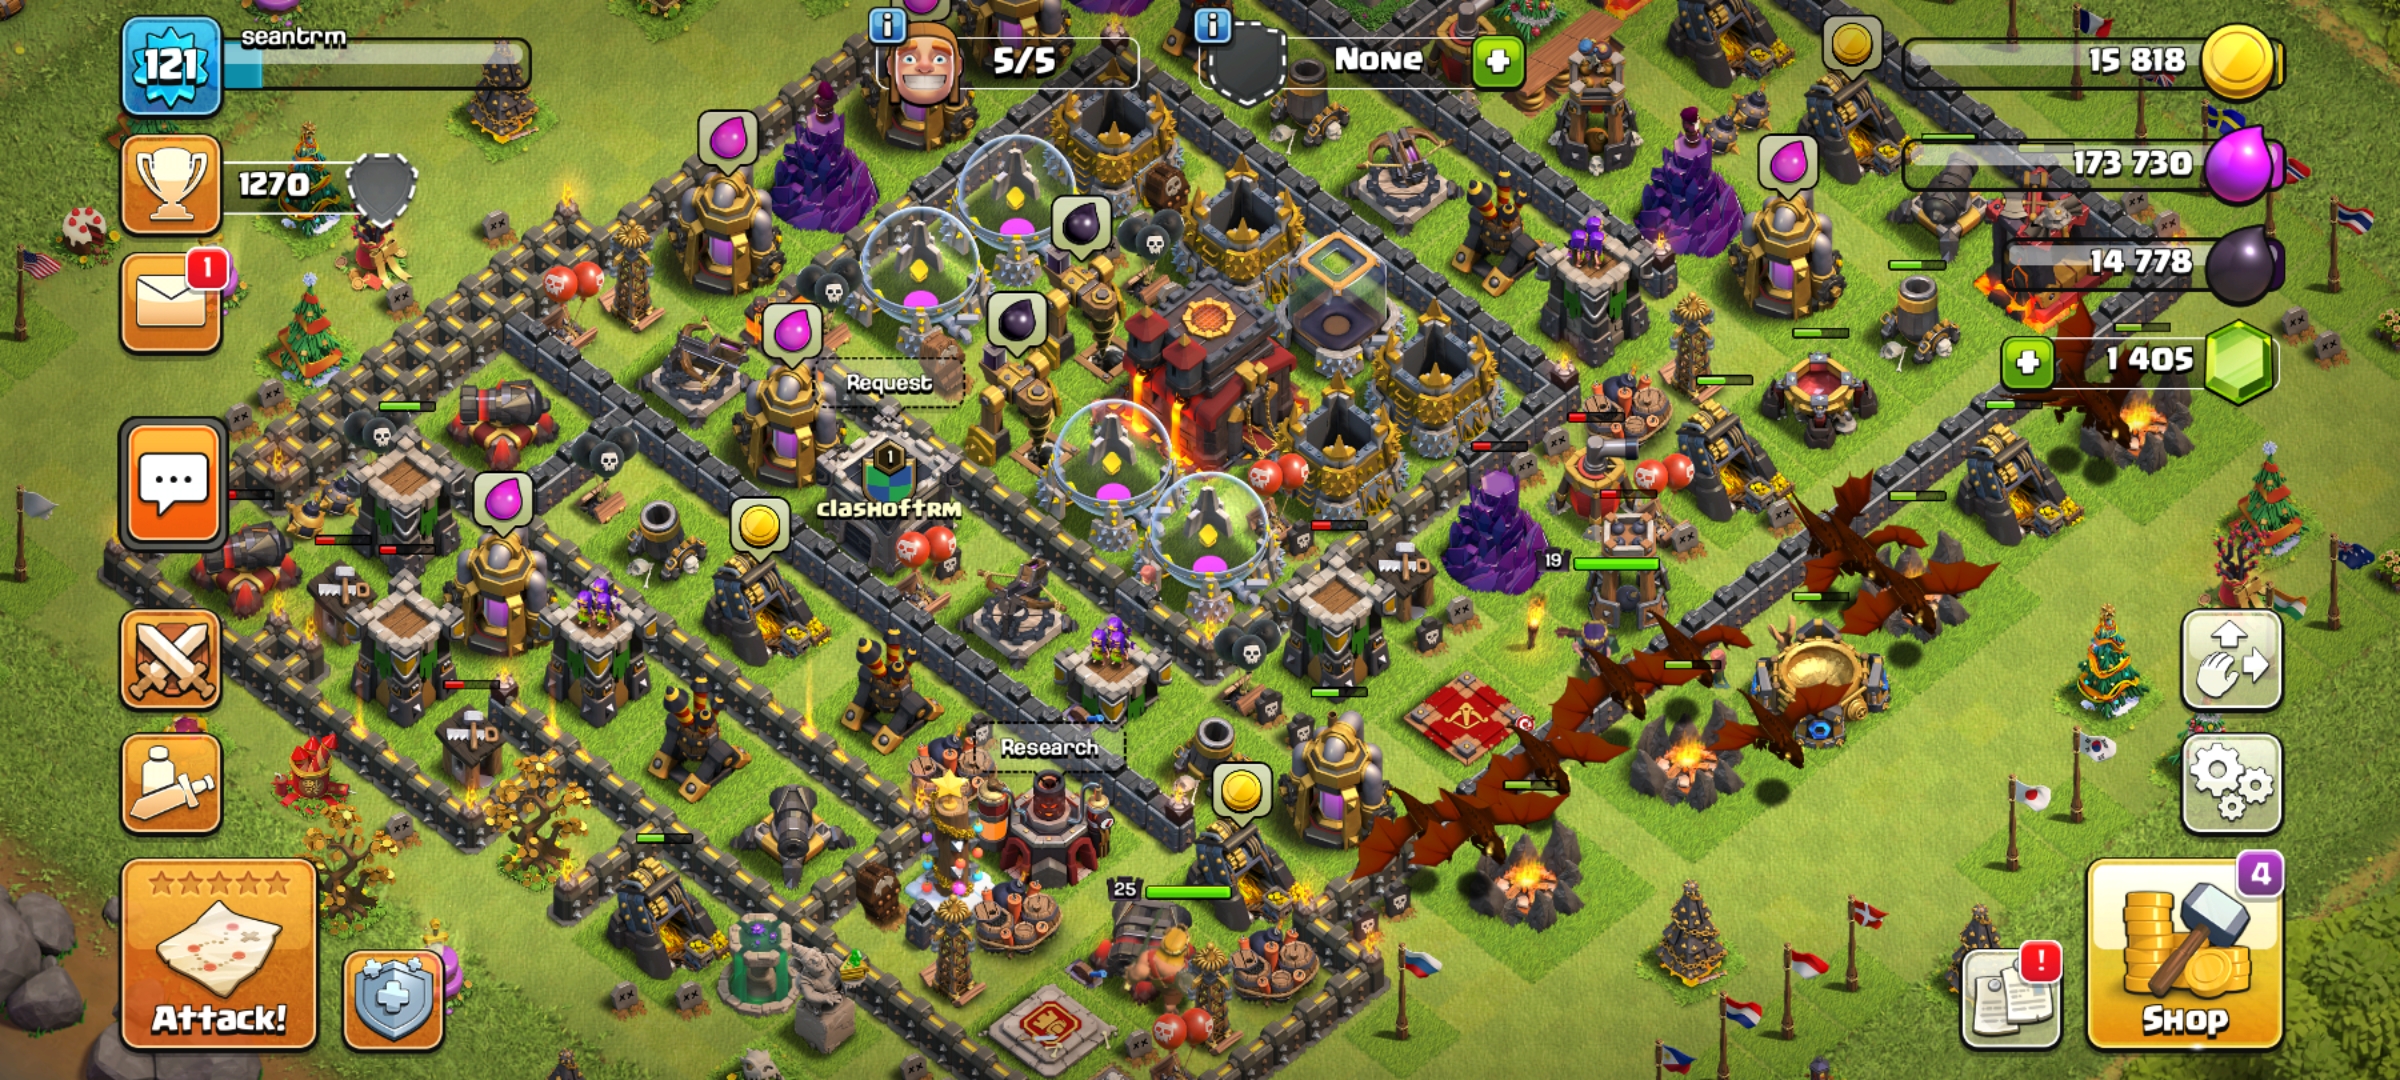 121
seantrm
5/5
None
15 818
1270
173 730
1
14 778
1 405
Request
1
clashoftRM
19
Research
25
4
Attack!
Shop